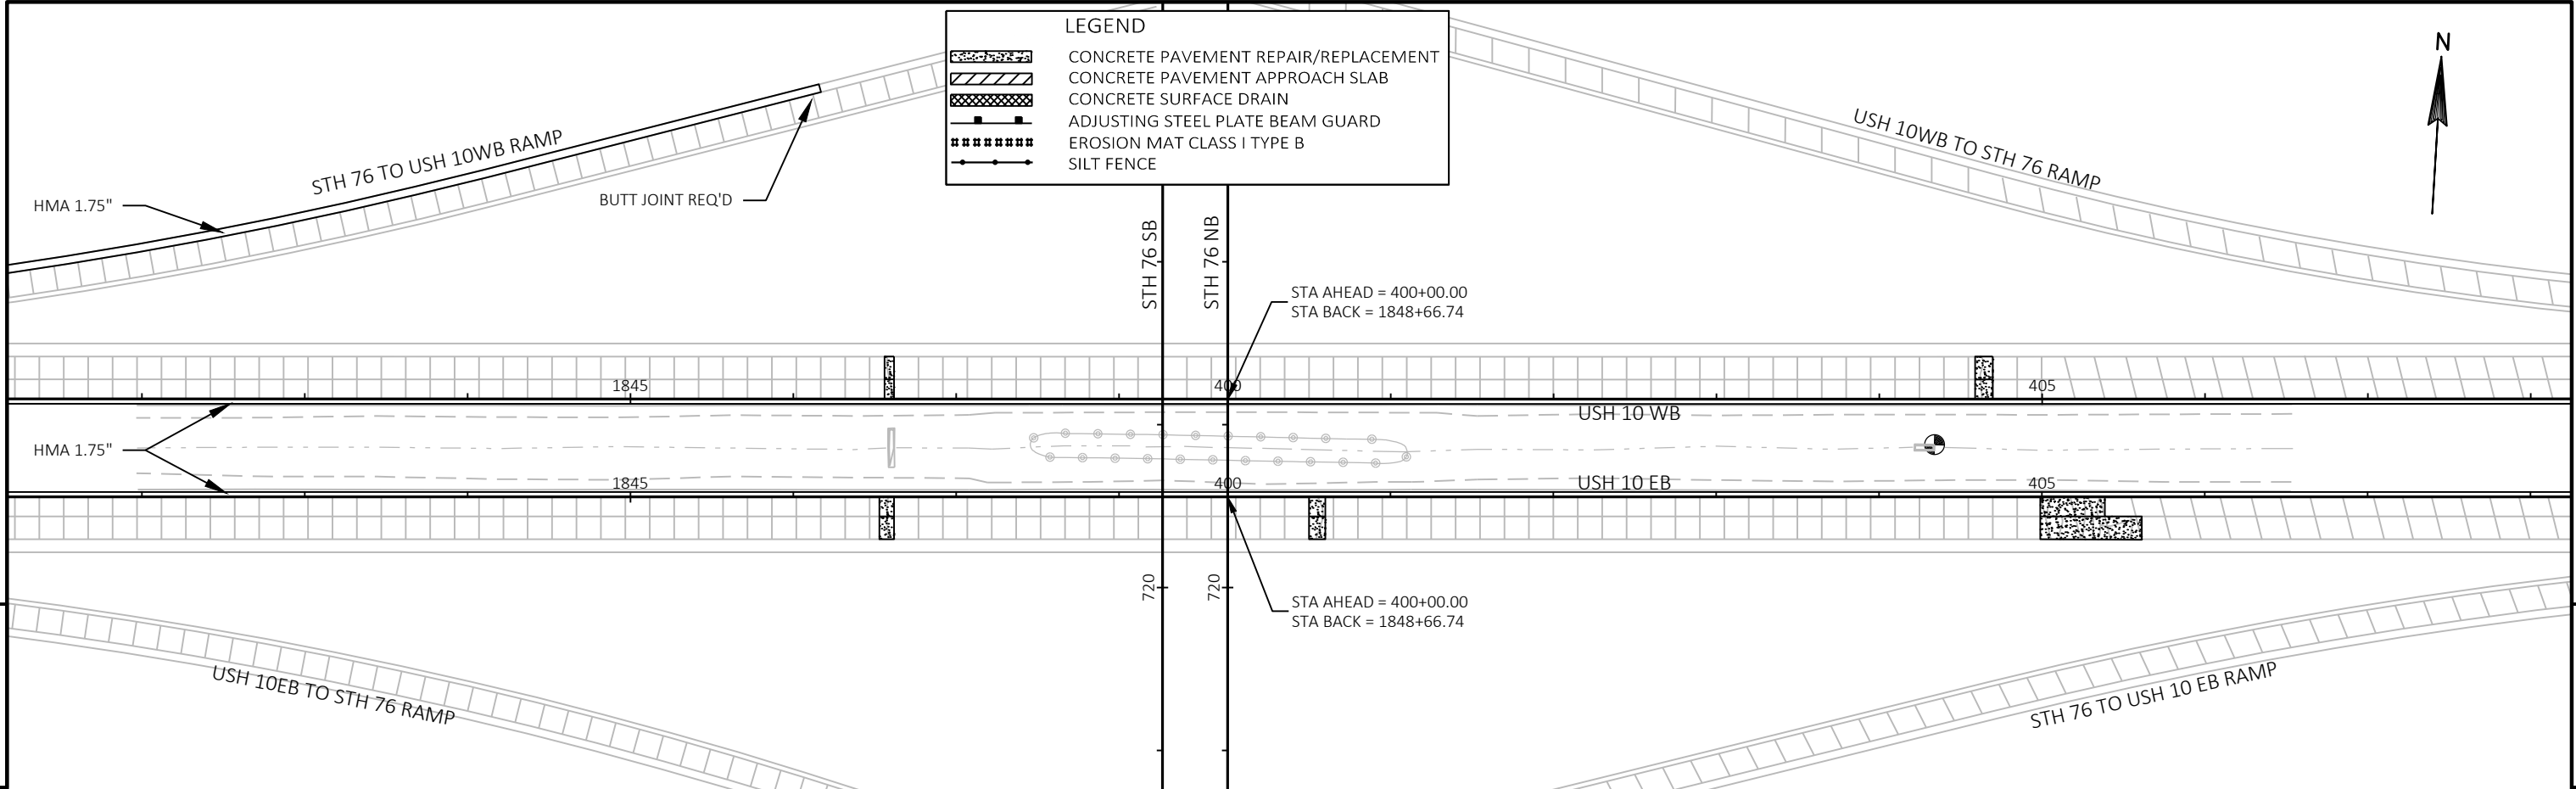 LEGEND
CONCRETE PAVEMENT REPAIR/REPLACEMENT
CONCRETE PAVEMENT APPROACH SLAB
CONCRETE SURFACE DRAIN
ADJUSTING STEEL PLATE BEAM GUARD
EROSION MAT CLASS I TYPE B
SILT FENCE
N
STH 76 TO USH 10WB RAMP
HMA 1.75"
BUTT JOINT REQ'D
USH 10WB TO STH 76 RAMP
STH 76 SB
STH 76 NB
STA AHEAD = 400+00.00
STA BACK = 1848+66.74
1845
400
405
USH 10 WB
HMA 1.75"
USH 10 EB
1845
400
405
720
720
STA AHEAD = 400+00.00
STA BACK = 1848+66.74
USH 10EB TO STH 76 RAMP
STH 76 TO USH 10 EB RAMP